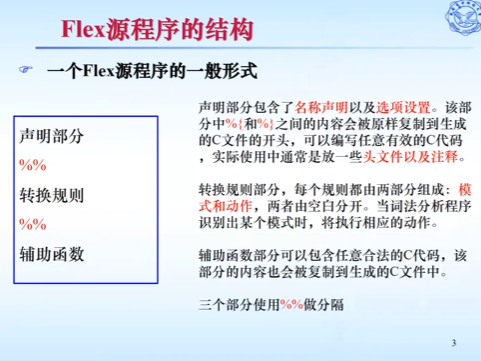 Flex源程序的结构
☞ 一个Flex源程序的一般形式
声明部分
%%
转换规则
%%
辅助函数
声明部分包含了名称声明以及选项设置。该部
分中%{和%}之间的内容会被原样复制到生成
的C文件的开头，可以编写任意有效的C代码
，实际使用中通常是放一些头文件以及注释。
转换规则部分，每个规则都由两部分组成：模
式和动作，两者由空白分开。当词法分析程序
识别出某个模式时，将执行相应的动作。
辅助函数部分可以包含任意合法的C代码，该
部分的内容也会被复制到生成的C文件中。
三个部分使用%%做分隔
3